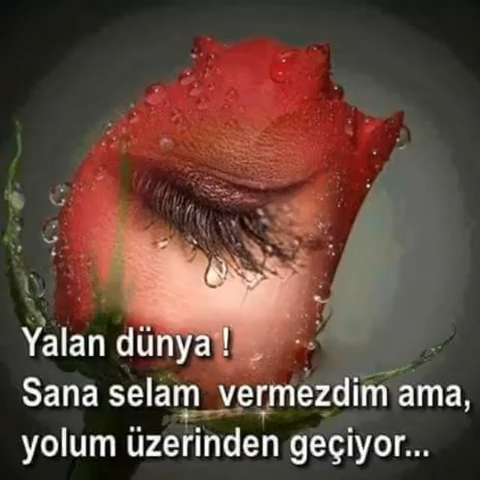 Yalan dünya !
Sana selam vermezdim ama,
yolum üzerinden geçiyor...